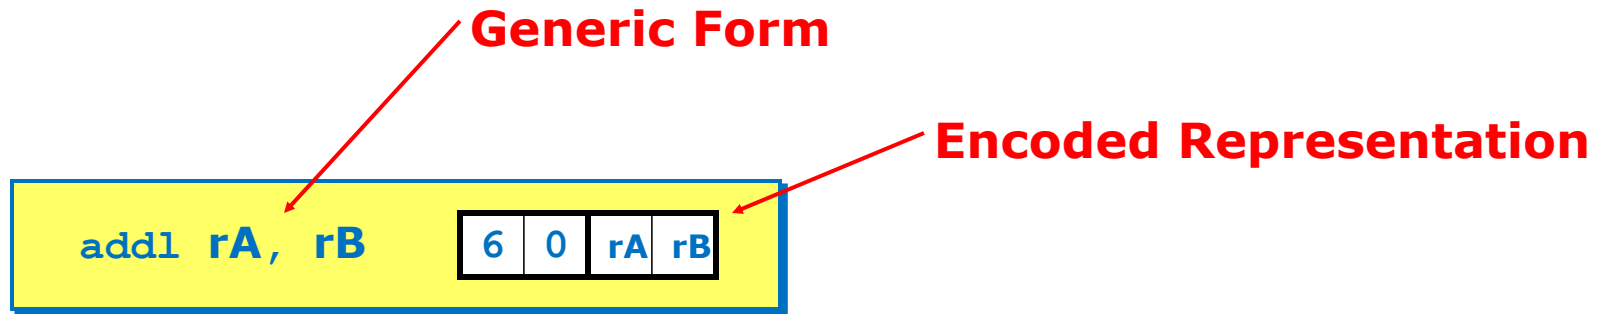 Generic Form
Encoded Representation
addl rA, rB 6 0 rA rB